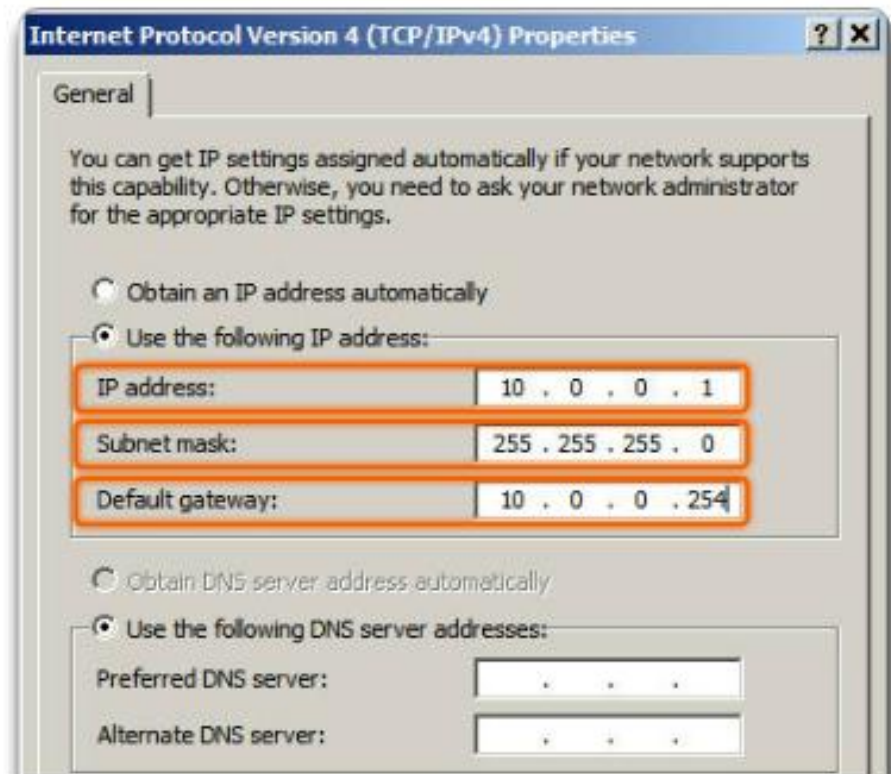 Internet Protocol Version 4 (TCP/IPv4) Properties
General
You can get IP settings assigned automatically if your network supports
this capability. Otherwise, you need to ask your network administrator
for the appropriate IP settings.
Obtain an IP address automatically
Use the following IP address:
IP address: 10 . 0 . 0 . 1
Subnet mask: 255 . 255 . 255 . 0
Default gateway: 10 . 0 . 0 . 254
Obtain DNS server address automatically
Use the following DNS server addresses:
Preferred DNS server: . . .
Alternate DNS server: . . .